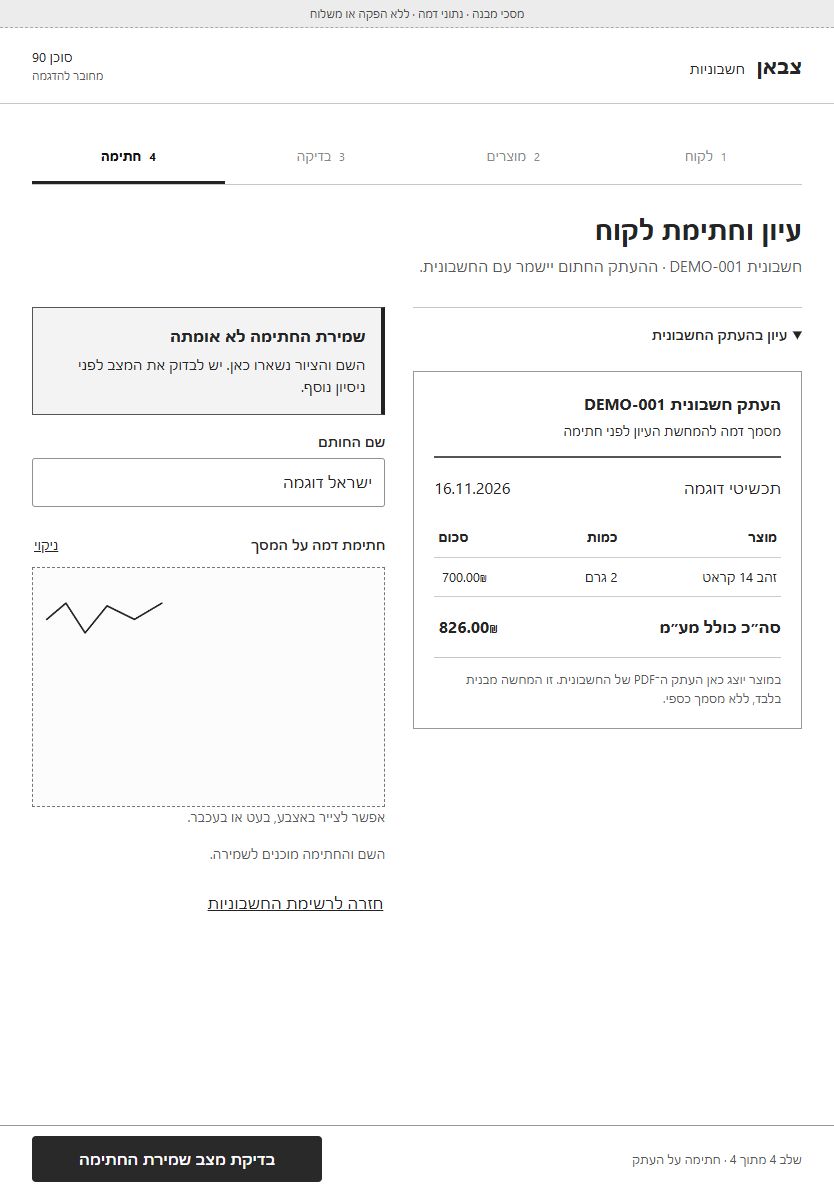 מסכי מבנה · נתוני דמה · ללא הפקה או משלוח
צבאן חשבוניות
סוכן 90
מחובר להדגמה
1 לקוח
2 מוצרים
3 בדיקה
4 חתימה
עיון וחתימת לקוח
חשבונית DEMO-001 · ההעתק החתום יישמר עם החשבונית.
▼ עיון בהעתק החשבונית
העתק חשבונית DEMO-001
מסמך דמה להמחשת העיון לפני חתימה
תכשיטי דוגמה 16.11.2026
מוצר כמות סכום
זהב 14 קראט 2 גרם 700.00₪
סה״כ כולל מע״מ 826.00₪
במוצר יוצג כאן העתק ה־PDF של החשבונית. זו המחשה מבנית
בלבד, ללא מסמך כספי.
שמירת החתימה לא אומתה
השם והציור נשארו כאן. יש לבדוק את המצב לפני
ניסיון נוסף.
שם החותם
ישראל דוגמה
חתימת דמה על המסך ניקוי
אפשר לצייר באצבע, בעט או בעכבר.
השם והחתימה מוכנים לשמירה.
חזרה לרשימת החשבוניות
שלב 4 מתוך 4 · חתימה על העתק
בדיקת מצב שמירת החתימה